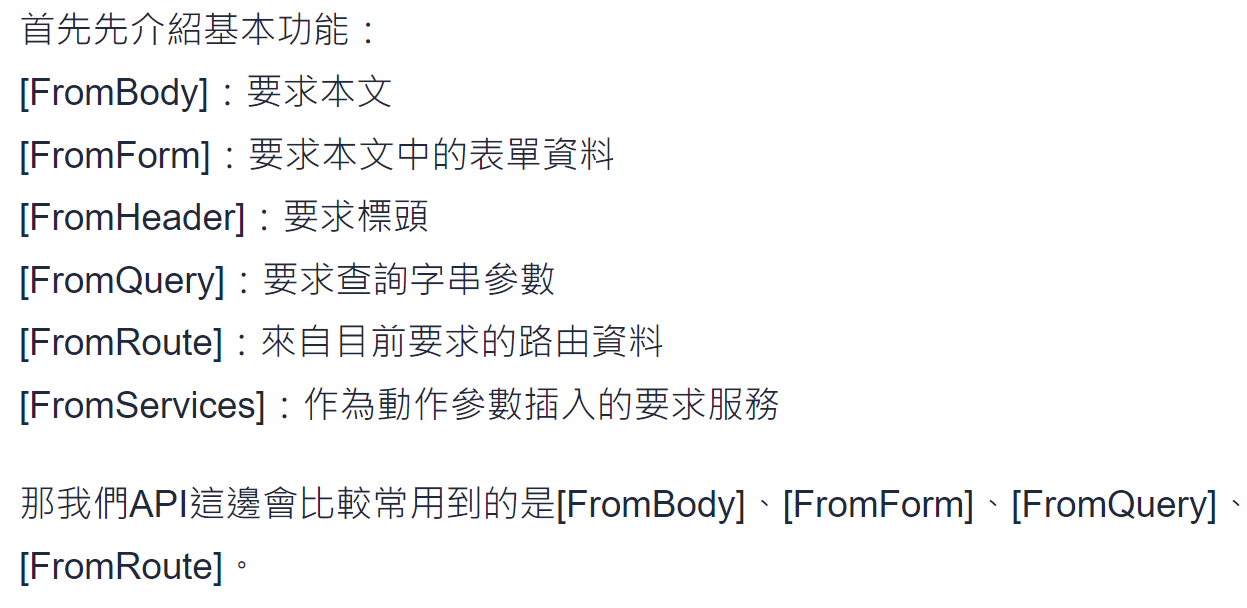 首先先介紹基本功能：
[FromBody]：要求本文
[FromForm]：要求本文中的表單資料
[FromHeader]：要求標頭
[FromQuery]：要求查詢字串參數
[FromRoute]：來自目前要求的路由資料
[FromServices]：作為動作參數插入的要求服務
那我們API這邊會比較常用到的是[FromBody]、[FromForm]、[FromQuery]、
[FromRoute]。